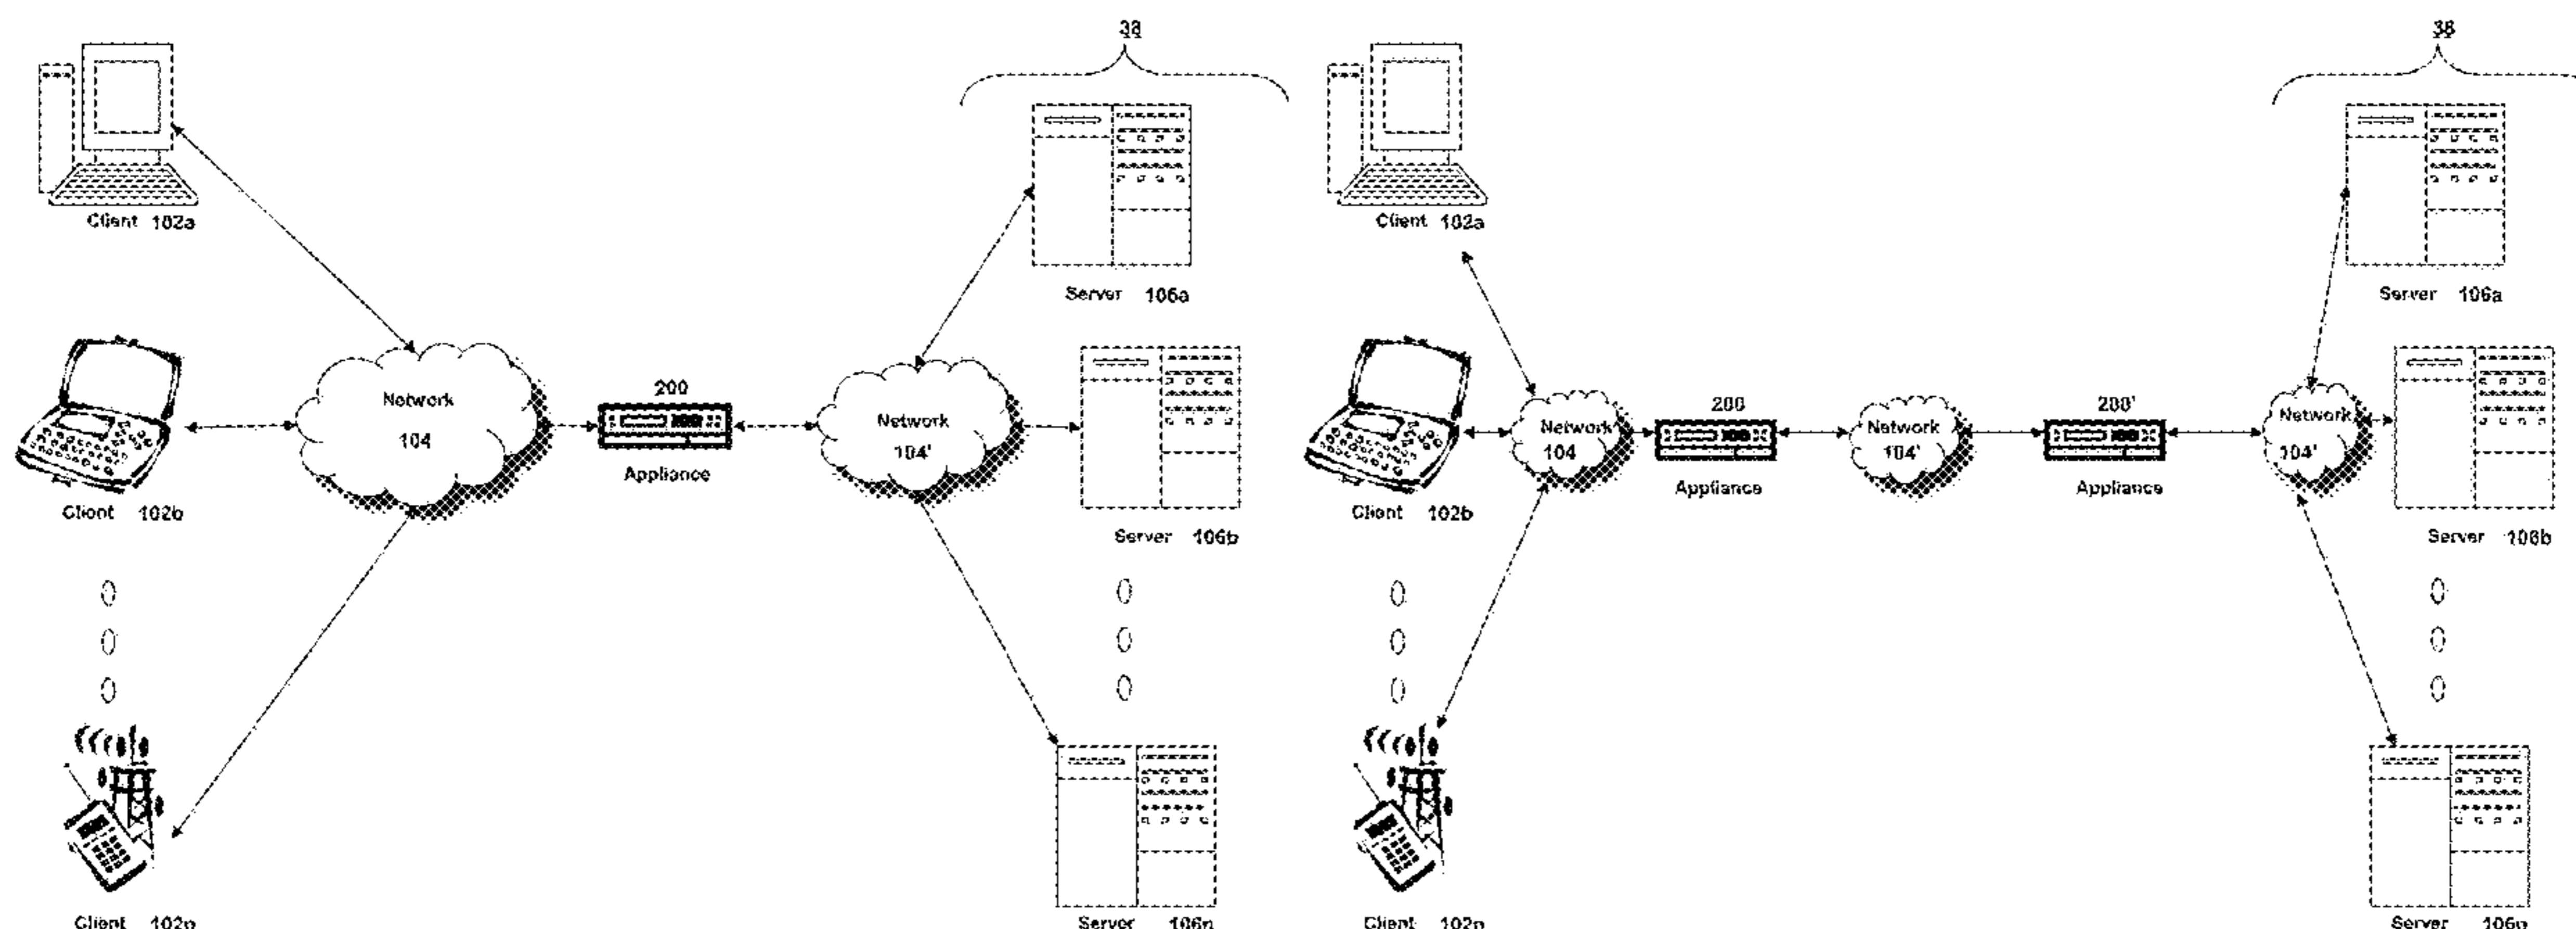 38
Client 102a
Server 106a
Client 102b
Network
104
200
Appliance
Network
104'
Server 106b
Client 102n
Server 106n
38
Client 102a
Server 106a
Client 102b
Network
104
200
Appliance
Network
104'
200'
Appliance
Network
104'
Server 106b
Client 102n
Server 106n